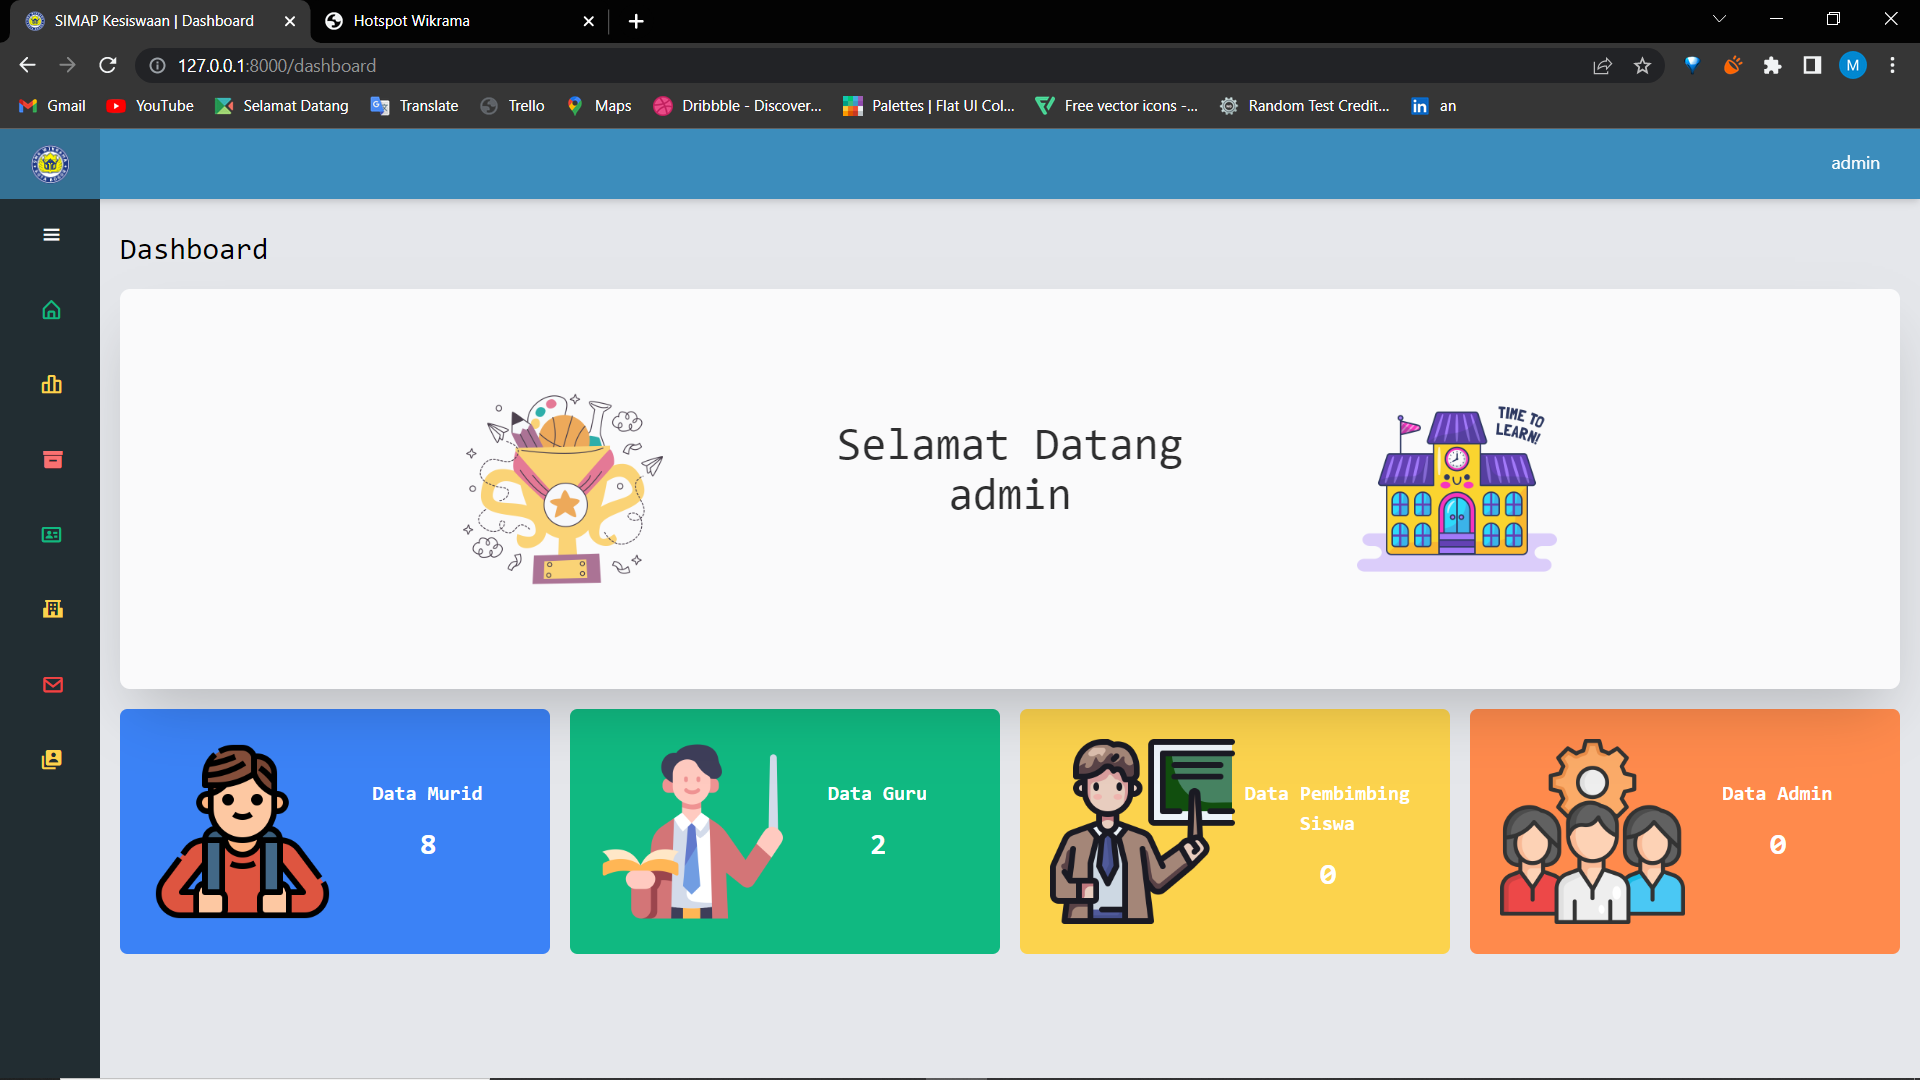 SIMAP Kesiswaan | Dashboard
Hotspot Wikrama
127.0.0.1:8000/dashboard
M
Gmail
YouTube
Selamat Datang
Translate
Trello
Maps
Dribbble - Discover...
Palettes | Flat UI Col...
Free vector icons -...
Random Test Credit...
an
admin
Dashboard
Selamat Datang
admin
TIME TO
LEARN!
Data Murid
8
Data Guru
2
Data Pembimbing
Siswa
0
Data Admin
0